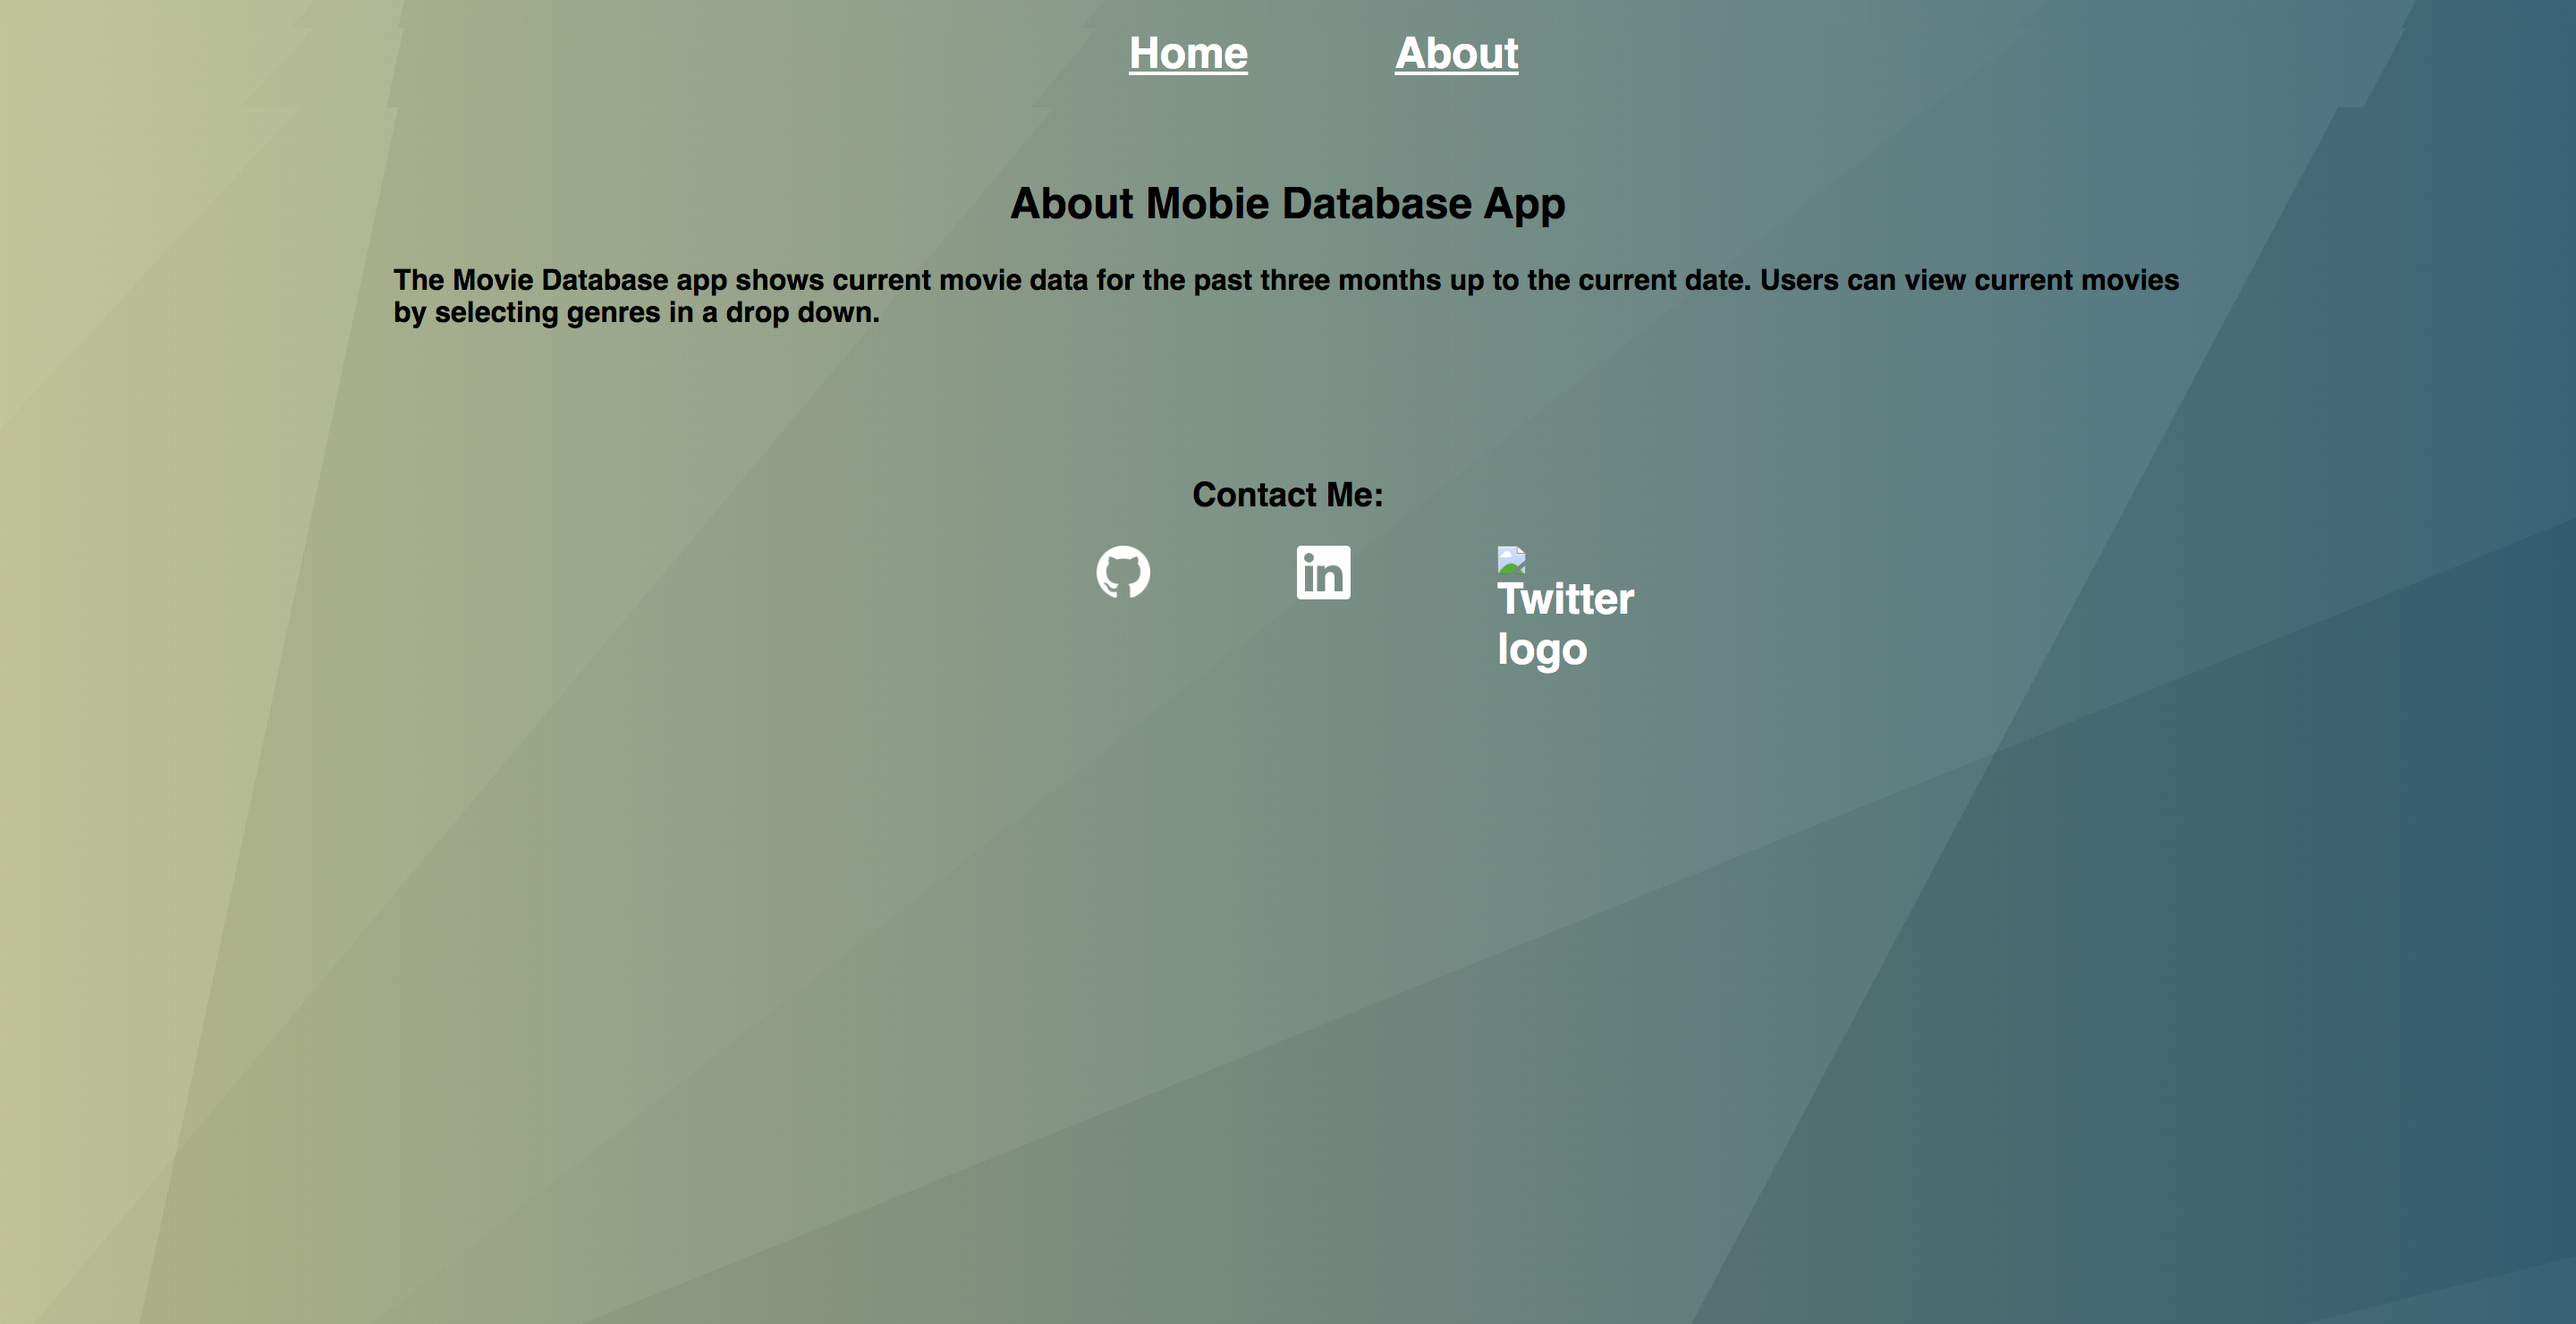 Home About
About Mobie Database App
The Movie Database app shows current movie data for the past three months up to the current date. Users can view current movies
by selecting genres in a drop down.
Contact Me:
in
Twitter
logo